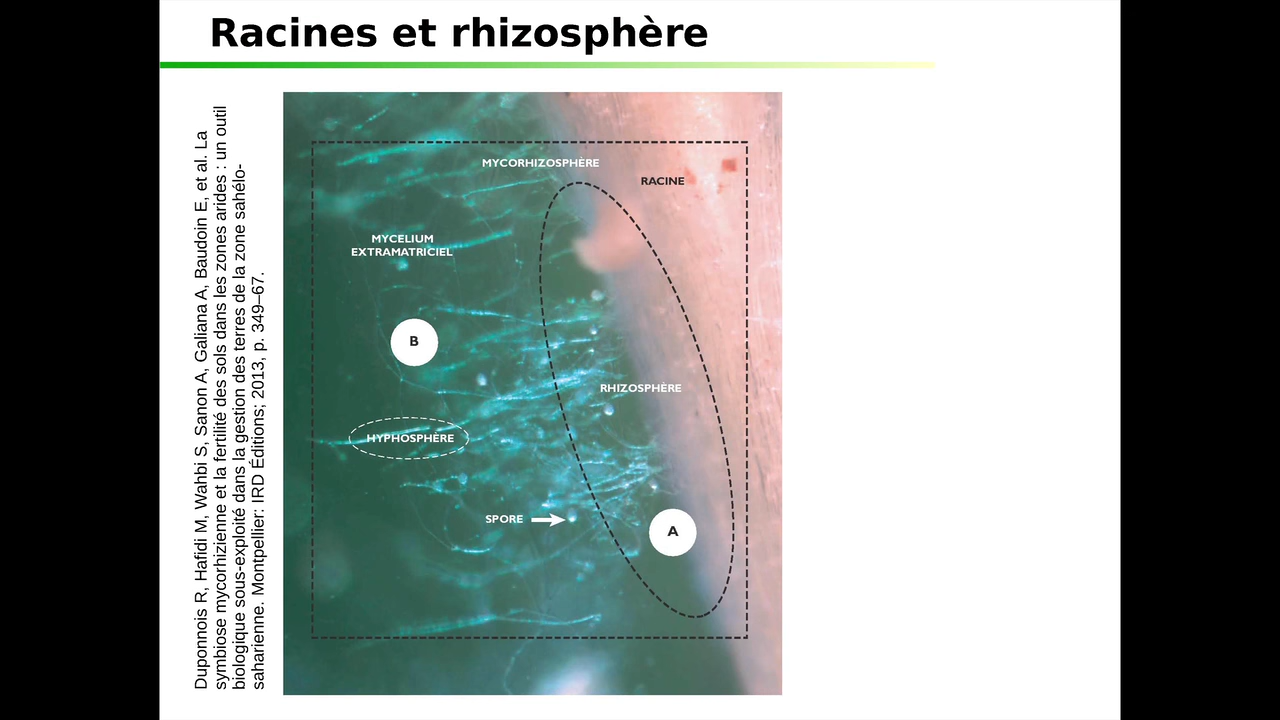 Racines et rhizosphère
Duponnois R, Hafidi M, Wahbi S, Sanon A, Galiana A, Baudoin E, et al. La
symbiose mycorhizienne et la fertilité des sols dans les zones arides : un outil
biologique sous-exploité dans la gestion des terres de la zone sahélo-
saharienne. Montpellier: IRD Éditions; 2013, p. 349–67.
MYCORHIZOSPHÈRE
RACINE
MYCELIUM
EXTRAMATRICIEL
B
RHIZOSPHÈRE
HYPHOSPHÈRE
SPORE
A